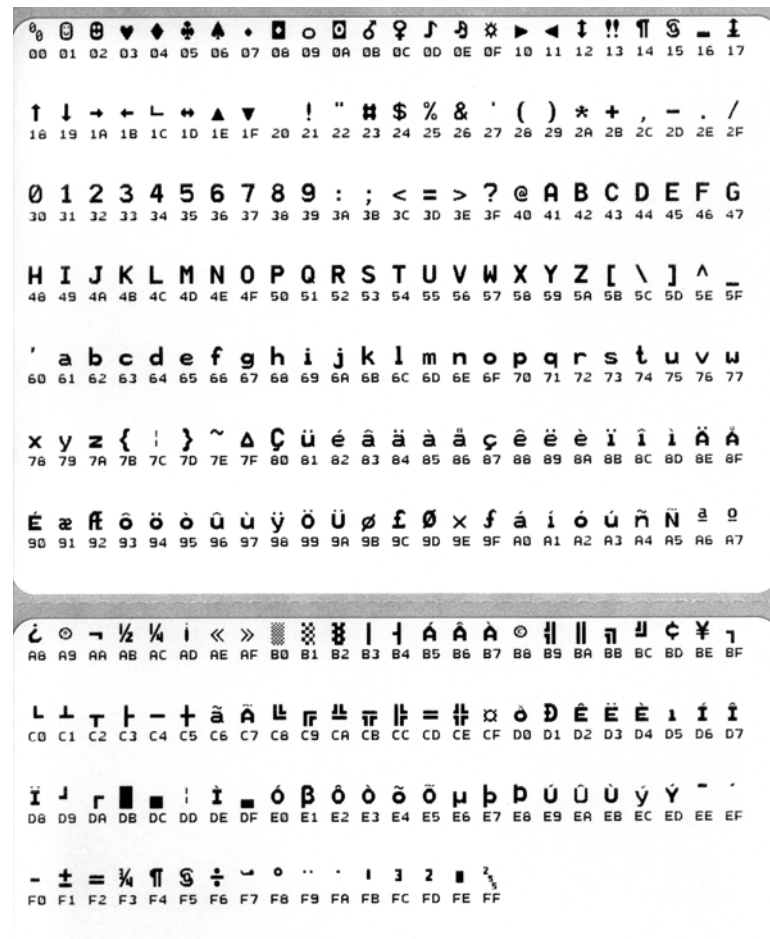 ⁰₀ ☺ ☻ ♥ ♦ ♣ ♠ • ◘ ○ ◙ ♂ ♀ ♪ ♫ ☼ ► ◄ ↕ ‼ ¶ § ▬ ↨
00 01 02 03 04 05 06 07 08 09 0A 0B 0C 0D 0E 0F 10 11 12 13 14 15 16 17
↑ ↓ → ← ∟ ↔ ▲ ▼ ! " # $ % & ' ( ) * + , - . /
18 19 1A 1B 1C 1D 1E 1F 20 21 22 23 24 25 26 27 28 29 2A 2B 2C 2D 2E 2F
0 1 2 3 4 5 6 7 8 9 : ; < = > ? @ A B C D E F G
30 31 32 33 34 35 36 37 38 39 3A 3B 3C 3D 3E 3F 40 41 42 43 44 45 46 47
H I J K L M N O P Q R S T U V W X Y Z [ \ ] ^ _
48 49 4A 4B 4C 4D 4E 4F 50 51 52 53 54 55 56 57 58 59 5A 5B 5C 5D 5E 5F
' a b c d e f g h i j k l m n o p q r s t u v w
60 61 62 63 64 65 66 67 68 69 6A 6B 6C 6D 6E 6F 70 71 72 73 74 75 76 77
x y z { ¦ } ~ ∆ Ç ü é â ä à å ç ê ë è ï î ì Ä Å
78 79 7A 7B 7C 7D 7E 7F 80 81 82 83 84 85 86 87 88 89 8A 8B 8C 8D 8E 8F
É æ Æ ô ö ò û ù ÿ Ö Ü ø £ Ø × ƒ á í ó ú ñ Ñ ª º
90 91 92 93 94 95 96 97 98 99 9A 9B 9C 9D 9E 9F A0 A1 A2 A3 A4 A5 A6 A7
¿ ® ¬ ½ ¼ ¡ « » ░ ▒ ▓ │ ┤ Á Â À © ╣ ║ ╗ ╝ ¢ ¥ ┐
A8 A9 AA AB AC AD AE AF B0 B1 B2 B3 B4 B5 B6 B7 B8 B9 BA BB BC BD BE BF
└ ┴ ┬ ├ ─ ┼ ã Ã ╚ ╔ ╩ ╦ ╠ ═ ╬ ¤ ð Đ Ê Ë È ı Í Î
C0 C1 C2 C3 C4 C5 C6 C7 C8 C9 CA CB CC CD CE CF D0 D1 D2 D3 D4 D5 D6 D7
Ï ┘ ┌ █ ▄ ¦ Ì ▬ ó β ô ò õ Õ µ þ Þ Ú Û Ù ý Ý ¯ ´
D8 D9 DA DB DC DD DE DF E0 E1 E2 E3 E4 E5 E6 E7 E8 E9 EA EB EC ED EE EF
- ± = ¾ ¶ § ÷ ¸ ° ¨ · ı ³ ² ■ ²₅₅
F0 F1 F2 F3 F4 F5 F6 F7 F8 F9 FA FB FC FD FE FF